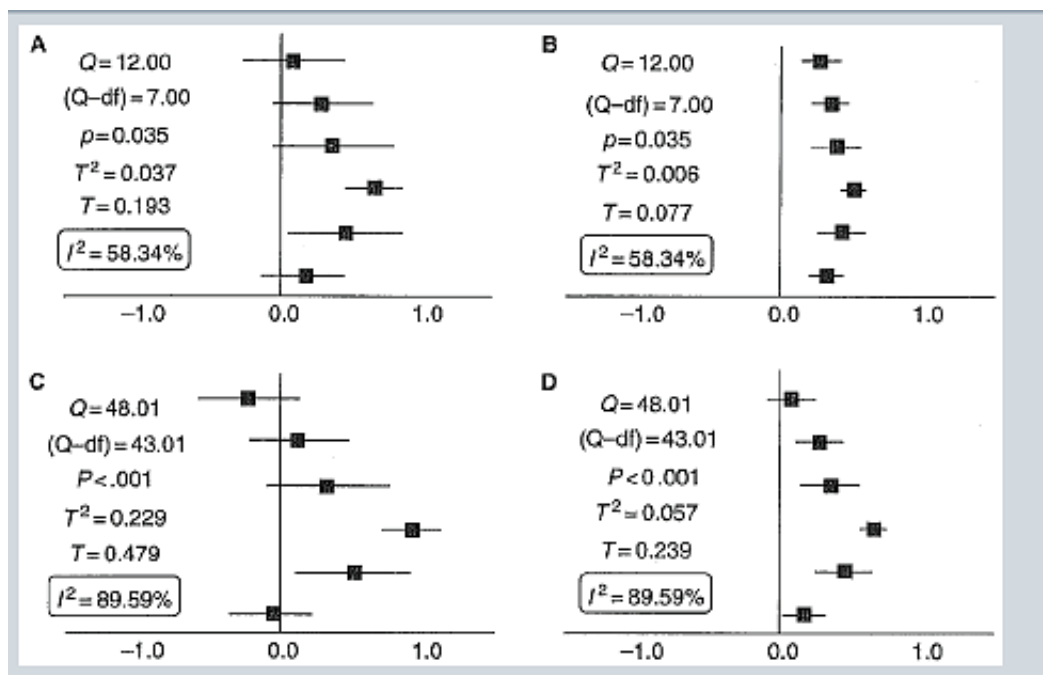 A
Q=12.00
(Q–df)=7.00
p=0.035
T²=0.037
T=0.193
I²=58.34%
–1.0 0.0 1.0
B
Q=12.00
(Q–df)=7.00
p=0.035
T²=0.006
T=0.077
I²=58.34%
–1.0 0.0 1.0
C
Q=48.01
(Q–df)=43.01
P<.001
T²=0.229
T=0.479
I²=89.59%
–1.0 0.0 1.0
D
Q=48.01
(Q–df)=43.01
P<0.001
T²=0.057
T=0.239
I²=89.59%
–1.0 0.0 1.0